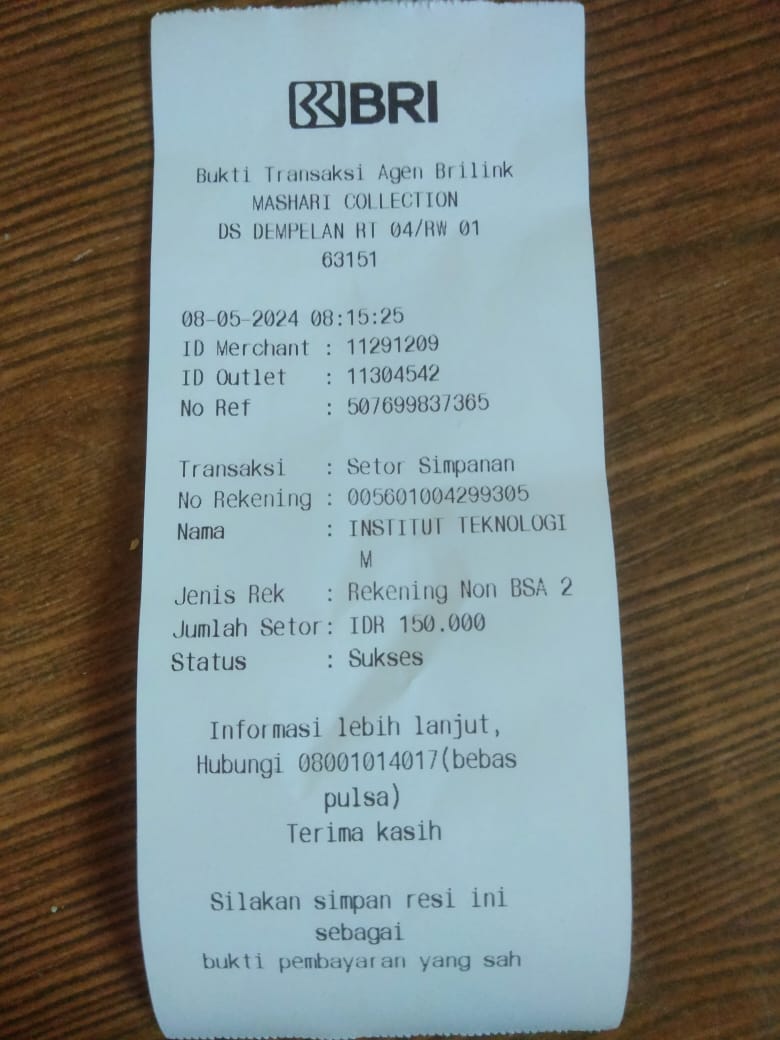 BRI
Bukti Transaksi Agen Brilink
MASHARI COLLECTION
DS DEMPELAN RT 04/RW 01
63151
08-05-2024 08:15:25
ID Merchant : 11291209
ID Outlet : 11304542
No Ref : 507699837365
Transaksi : Setor Simpanan
No Rekening : 005601004299305
Nama : INSTITUT TEKNOLOGI
M
Jenis Rek : Rekening Non BSA 2
Jumlah Setor: IDR 150.000
Status : Sukses
Informasi lebih lanjut,
Hubungi 08001014017(bebas
pulsa)
Terima kasih
Silakan simpan resi ini
sebagai
bukti pembayaran yang sah